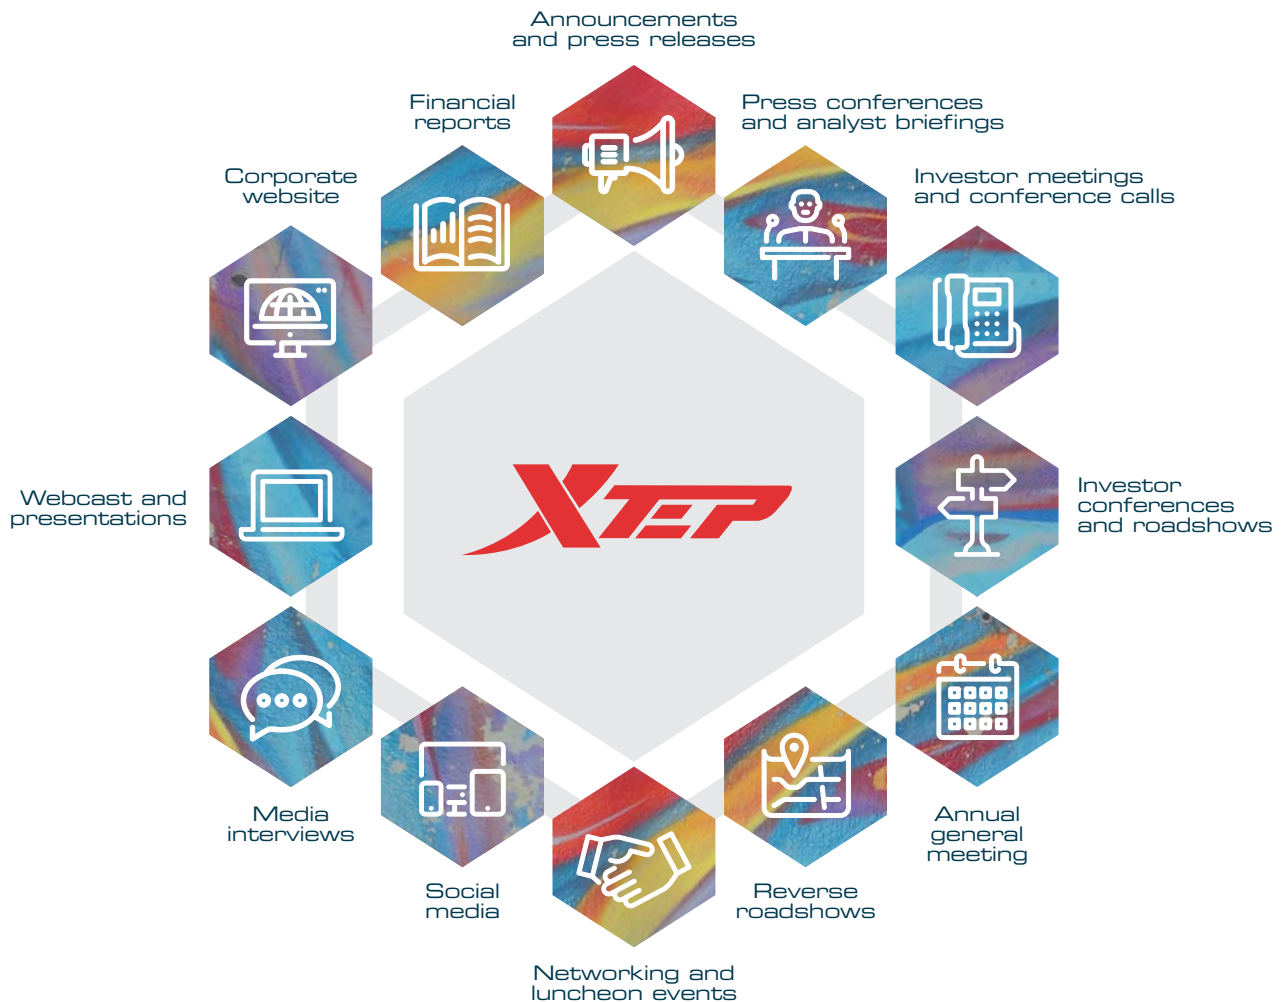 Announcements
and press releases
Financial
reports
Press conferences
and analyst briefings
Corporate
website
Investor meetings
and conference calls
XTEP
Webcast and
presentations
Investor
conferences
and roadshows
Media
interviews
Annual
general
meeting
Social
media
Reverse
roadshows
Networking and
luncheon events